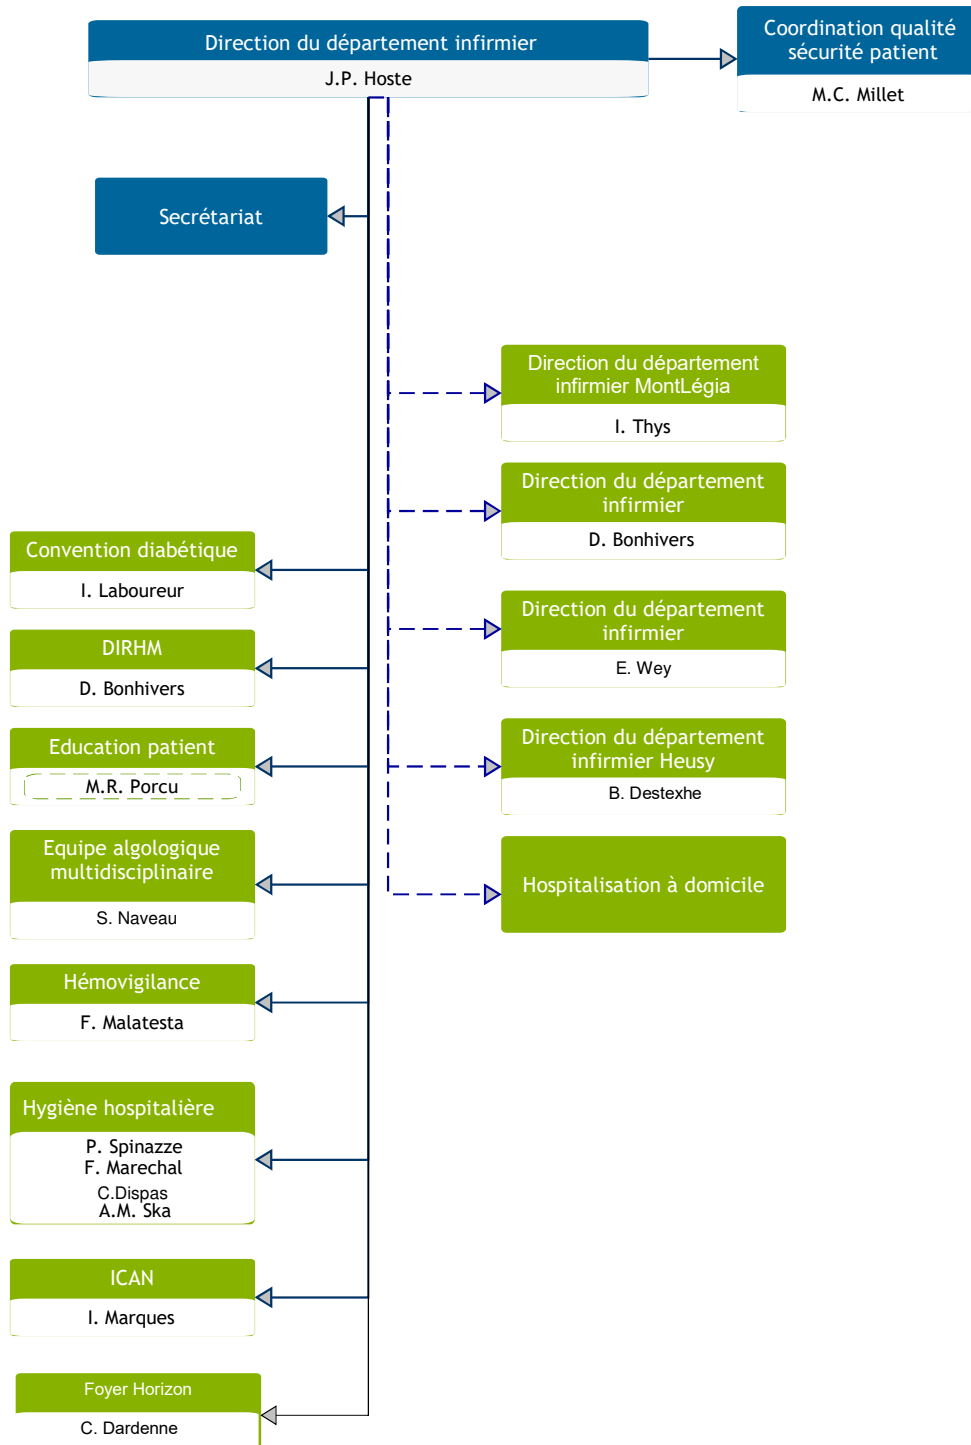 Direction du département infirmier
J.P. Hoste
Coordination qualité
sécurité patient
M.C. Millet
Secrétariat
Direction du département
infirmier MontLégia
I. Thys
Direction du département
infirmier
D. Bonhivers
Direction du département
infirmier
E. Wey
Direction du département
infirmier Heusy
B. Destexhe
Hospitalisation à domicile
Convention diabétique
I. Laboureur
DIRHM
D. Bonhivers
Education patient
M.R. Porcu
Equipe algologique
multidisciplinaire
S. Naveau
Hémovigilance
F. Malatesta
Hygiène hospitalière
P. Spinazze
F. Marechal
C.Dispas
A.M. Ska
ICAN
I. Marques
Foyer Horizon
C. Dardenne